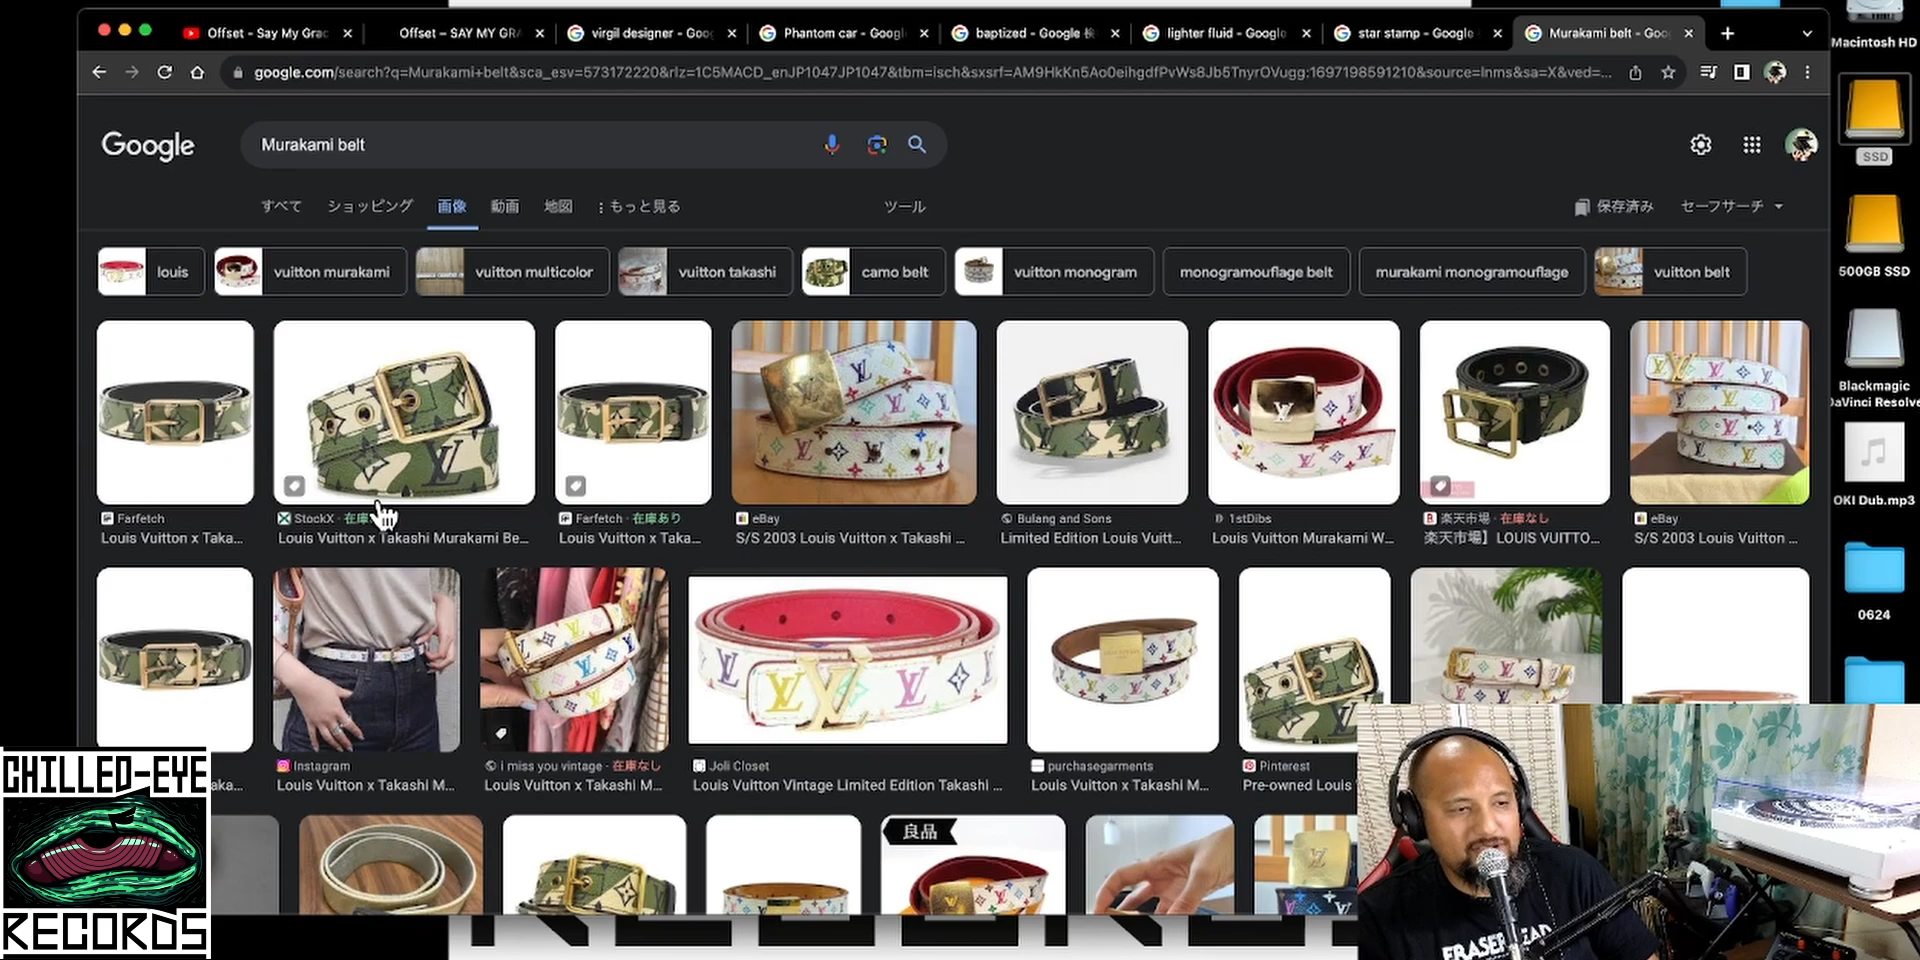 Offset - Say My Grac
Offset – SAY MY GRA
virgil designer - Goog
Phantom car - Google
baptized - Google 検
lighter fluid - Google
star stamp - Google
Murakami belt - Goo
google.com/search?q=Murakami+belt&sca_esv=573172220&rlz=1C5MACD_enJP1047JP1047&tbm=isch&sxsrf=AM9HkKn5Ao0eihgdfPvWs8Jb5TnyrOVugg:1697198591210&source=lnms&sa=X&ved=...
Google
Murakami belt
すべて
ショッピング
画像
動画
地図
もっと見る
ツール
保存済み
セーフサーチ
louis
vuitton murakami
vuitton multicolor
vuitton takashi
camo belt
vuitton monogram
monogramouflage belt
murakami monogramouflage
vuitton belt
Farfetch
StockX · 在庫
Farfetch · 在庫あり
eBay
Bulang and Sons
1stDibs
楽天市場 · 在庫なし
eBay
Louis Vuitton x Taka...
Louis Vuitton x Takashi Murakami Be...
Louis Vuitton x Taka...
S/S 2003 Louis Vuitton x Takashi ...
Limited Edition Louis Vuitt...
Louis Vuitton Murakami W...
楽天市場】LOUIS VUITTO...
S/S 2003 Louis Vuitton ...
Instagram
i miss you vintage · 在庫なし
Joli Closet
purchasegarments
Pinterest
aka...
Louis Vuitton x Takashi M...
Louis Vuitton x Takashi M...
Louis Vuitton Vintage Limited Edition Takashi ...
Louis Vuitton x Takashi M...
Pre-owned Louis
良品
Macintosh HD
SSD
500GB SSD
Blackmagic
DaVinci Resolve
OKI Dub.mp3
0624
CHILLED-EYE
RECORDS
ERASERHEAD